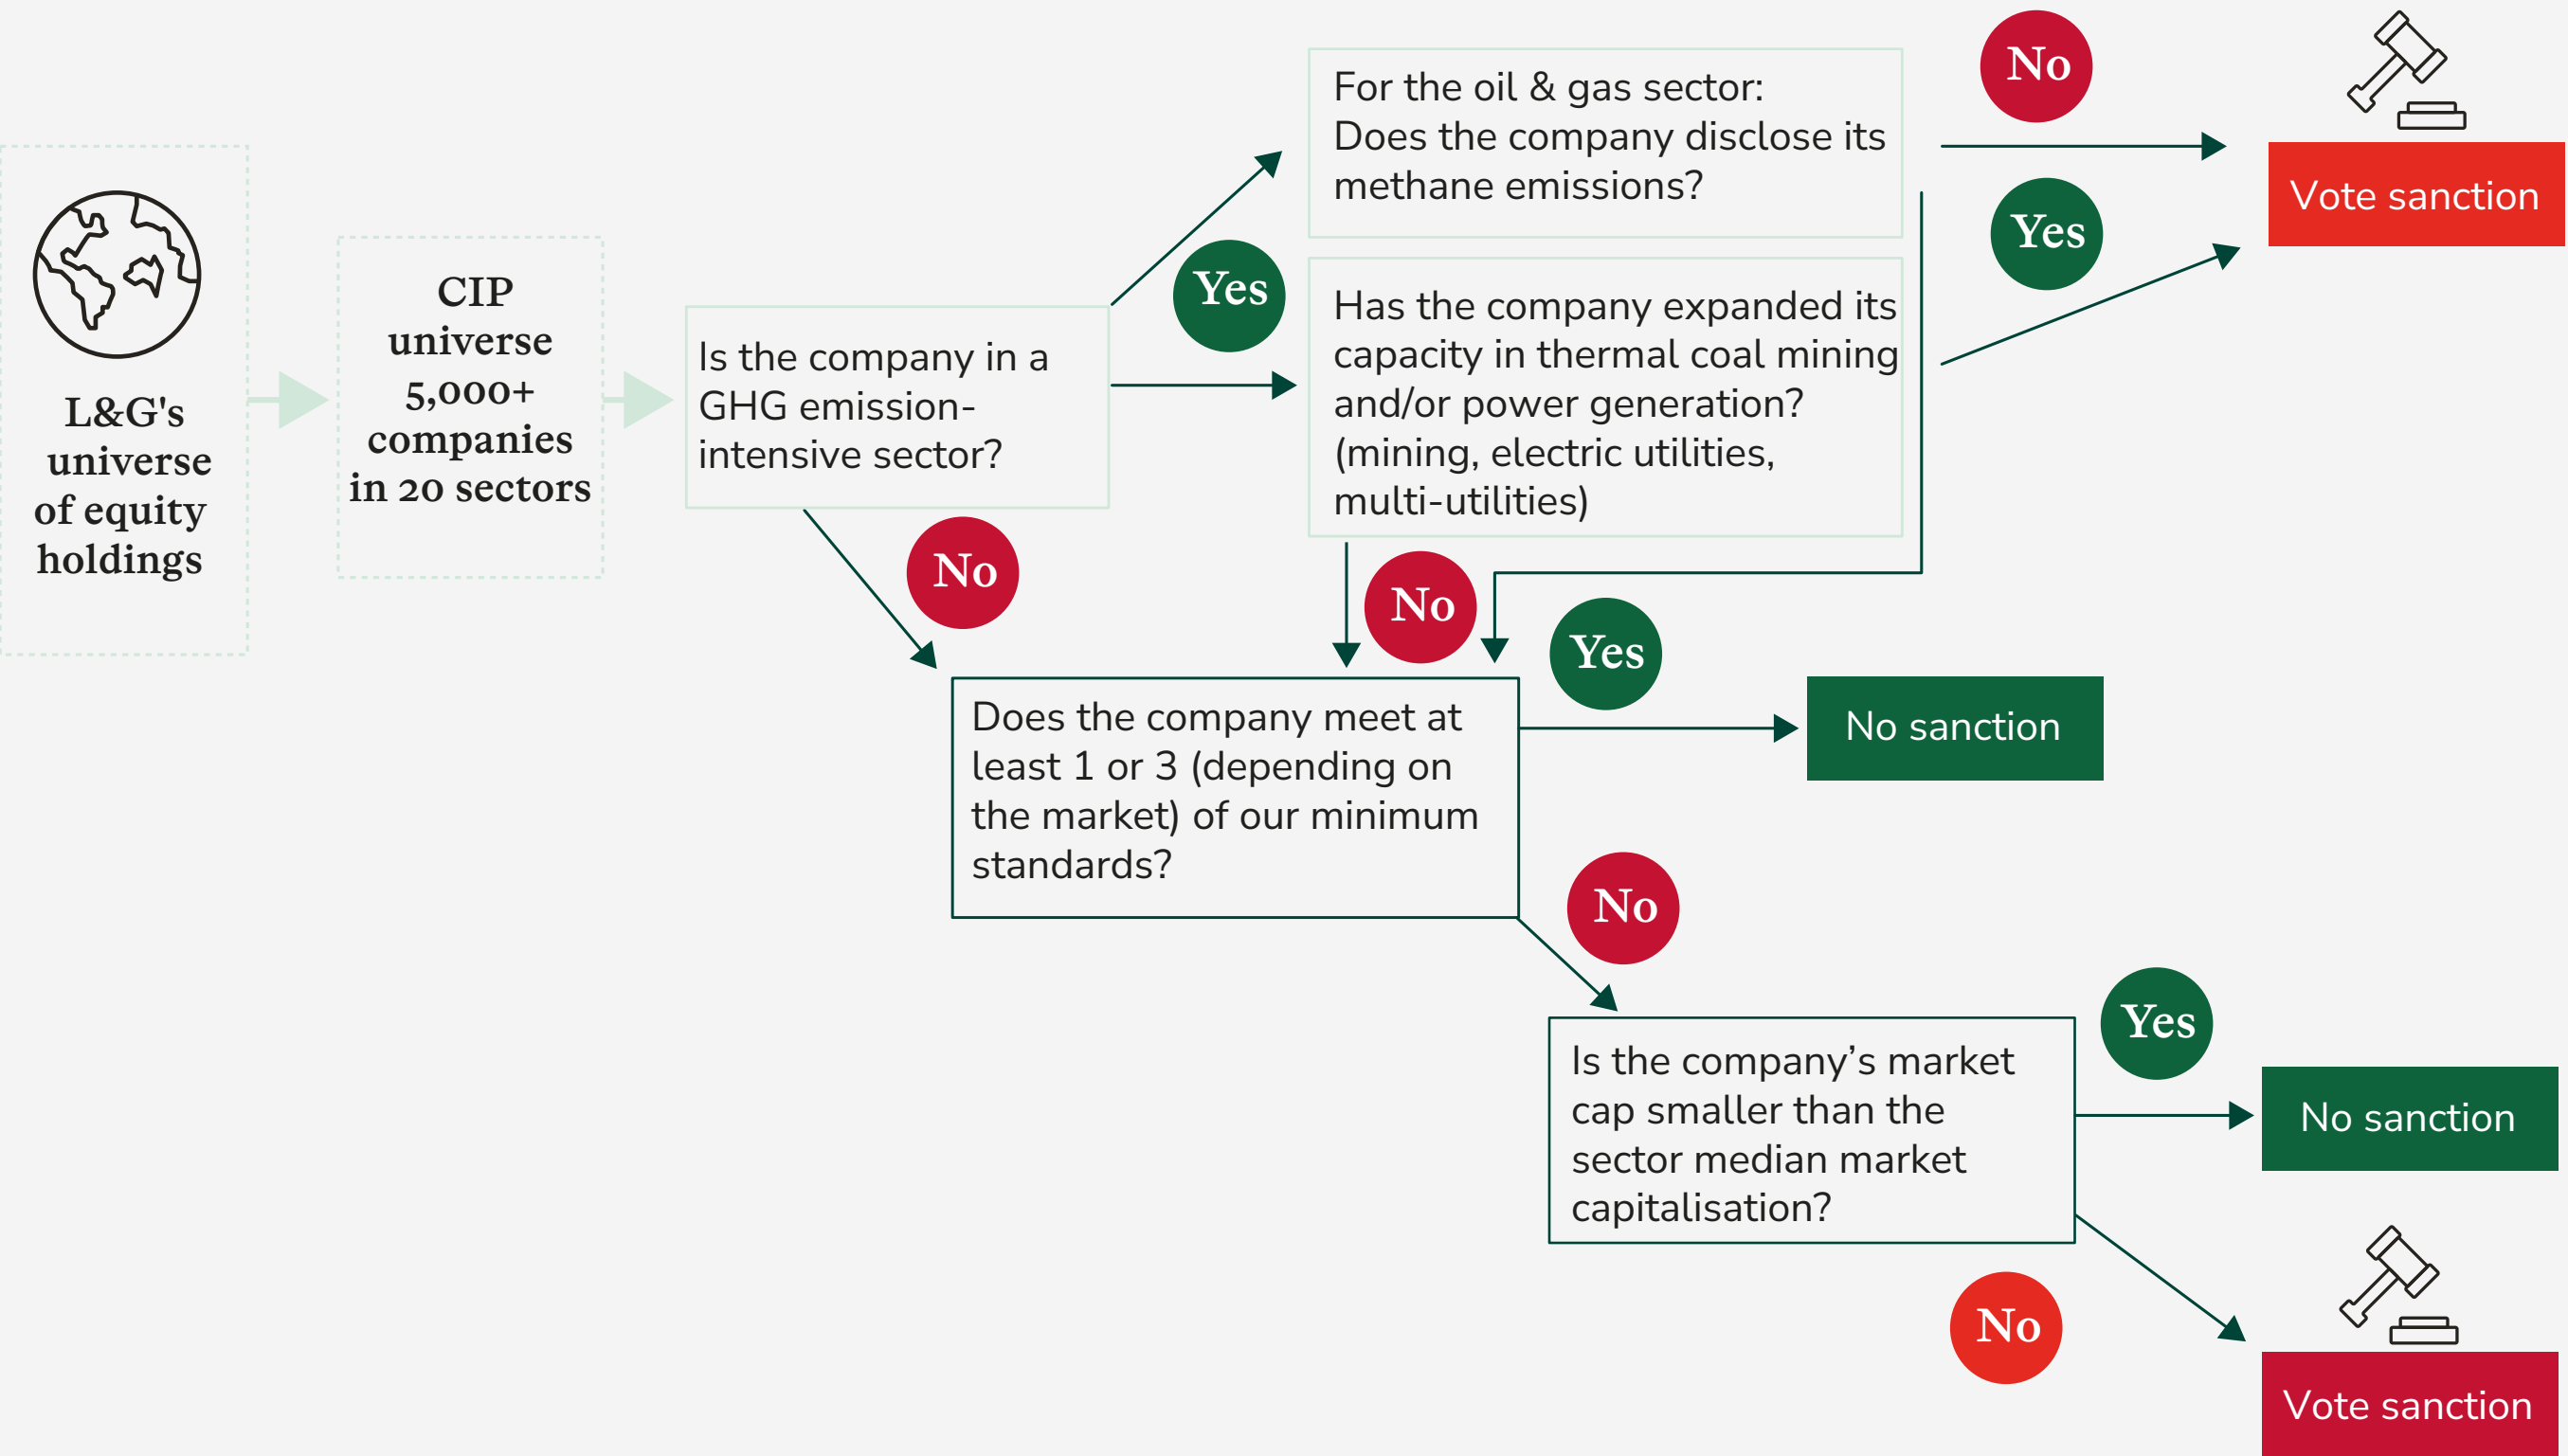 L&G's
universe
of equity
holdings
CIP
universe
5,000+
companies
in 20 sectors
Is the company in a
GHG emission-
intensive sector?
Yes
No
For the oil & gas sector:
Does the company disclose its
methane emissions?
No
Vote sanction
Has the company expanded its
capacity in thermal coal mining
and/or power generation?
(mining, electric utilities,
multi-utilities)
Yes
No
Yes
Does the company meet at
least 1 or 3 (depending on
the market) of our minimum
standards?
No sanction
No
Is the company’s market
cap smaller than the
sector median market
capitalisation?
Yes
No sanction
No
Vote sanction